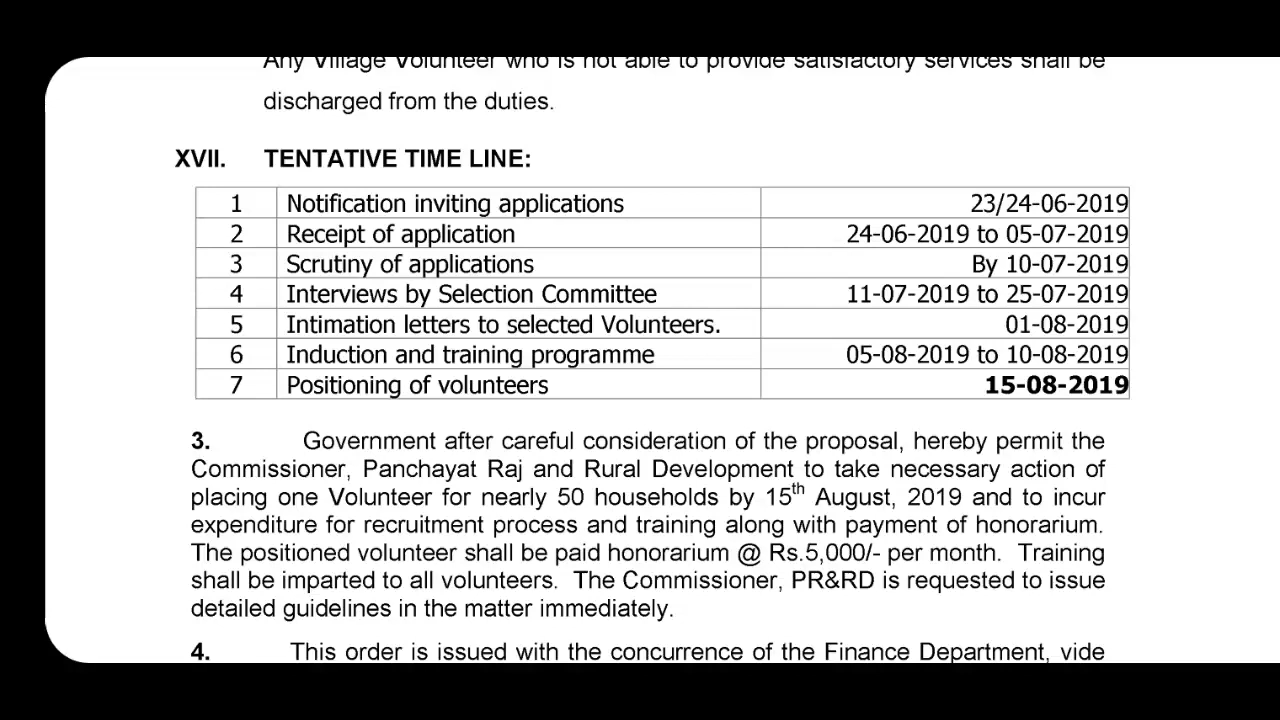 Any Village Volunteer who is not able to provide satisfactory services shall be
discharged from the duties.
XVII. TENTATIVE TIME LINE:
1 Notification inviting applications 23/24-06-2019
2 Receipt of application 24-06-2019 to 05-07-2019
3 Scrutiny of applications By 10-07-2019
4 Interviews by Selection Committee 11-07-2019 to 25-07-2019
5 Intimation letters to selected Volunteers. 01-08-2019
6 Induction and training programme 05-08-2019 to 10-08-2019
7 Positioning of volunteers 15-08-2019
3. Government after careful consideration of the proposal, hereby permit the
Commissioner, Panchayat Raj and Rural Development to take necessary action of
placing one Volunteer for nearly 50 households by 15th August, 2019 and to incur
expenditure for recruitment process and training along with payment of honorarium.
The positioned volunteer shall be paid honorarium @ Rs.5,000/- per month. Training
shall be imparted to all volunteers. The Commissioner, PR&RD is requested to issue
detailed guidelines in the matter immediately.
4. This order is issued with the concurrence of the Finance Department, vide